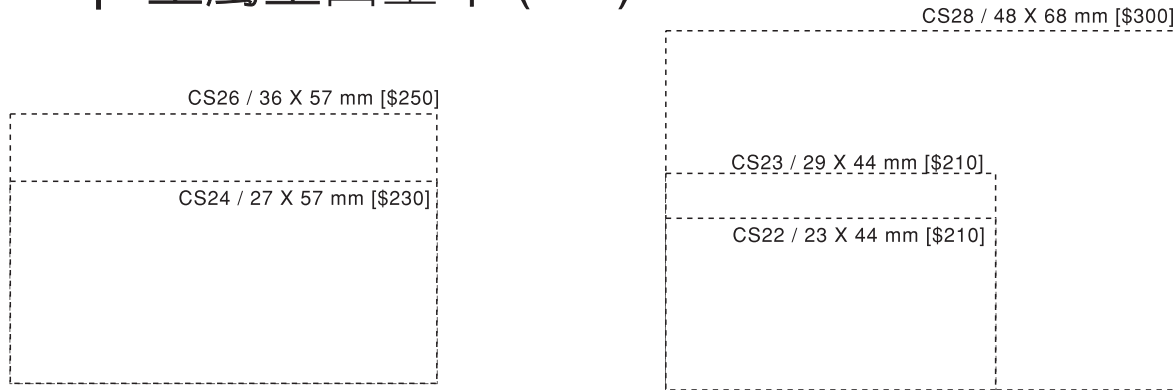 CS28 / 48 X 68 mm [$300]
CS26 / 36 X 57 mm [$250]
CS23 / 29 X 44 mm [$210]
CS24 / 27 X 57 mm [$230]
CS22 / 23 X 44 mm [$210]